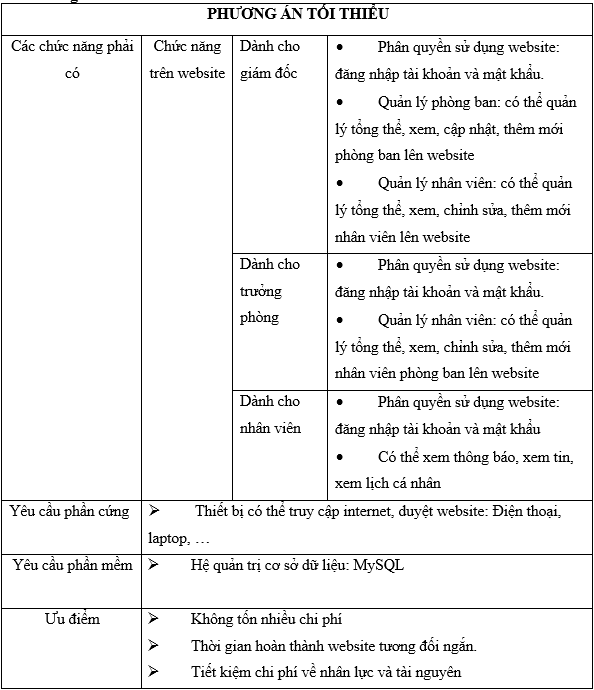 PHƯƠNG ÁN TỐI THIỂU
Các chức năng phải có
Chức năng trên website
Dành cho giám đốc
• Phân quyền sử dụng website:
đăng nhập tài khoản và mật khẩu.
• Quản lý phòng ban: có thể quản
lý tổng thể, xem, cập nhật, thêm mới
phòng ban lên website
• Quản lý nhân viên: có thể quản
lý tổng thể, xem, chỉnh sửa, thêm mới
nhân viên lên website
Dành cho
trưởng
phòng
• Phân quyền sử dụng website:
đăng nhập tài khoản và mật khẩu.
• Quản lý nhân viên: có thể quản
lý tổng thể, xem, chỉnh sửa, thêm mới
nhân viên phòng ban lên website
Dành cho
nhân viên
• Phân quyền sử dụng website:
đăng nhập tài khoản và mật khẩu
• Có thể xem thông báo, xem tin,
xem lịch cá nhân
Yêu cầu phần cứng
➢ Thiết bị có thể truy cập internet, duyệt website: Điện thoại,
laptop, …
Yêu cầu phần mềm
➢ Hệ quản trị cơ sở dữ liệu: MySQL
Ưu điểm
➢ Không tốn nhiều chi phí
➢ Thời gian hoàn thành website tương đối ngắn.
➢ Tiết kiệm chi phí về nhân lực và tài nguyên